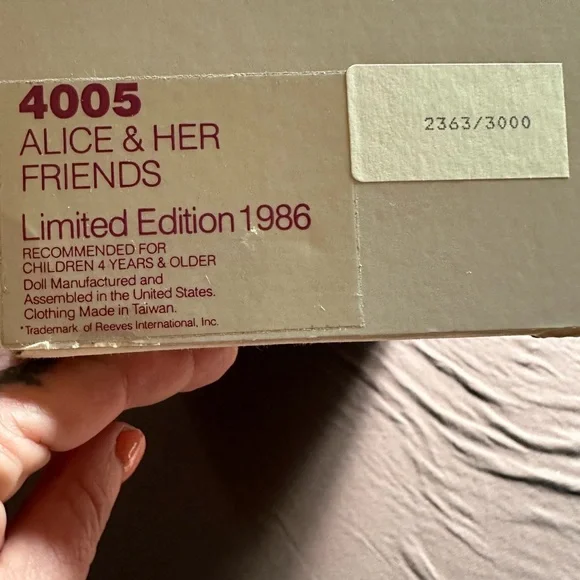 4005
ALICE & HER
FRIENDS
Limited Edition 1986
RECOMMENDED FOR
CHILDREN 4 YEARS & OLDER
Doll Manufactured and
Assembled in the United States.
Clothing Made in Taiwan.
*Trademark of Reeves International, Inc.
2363/3000